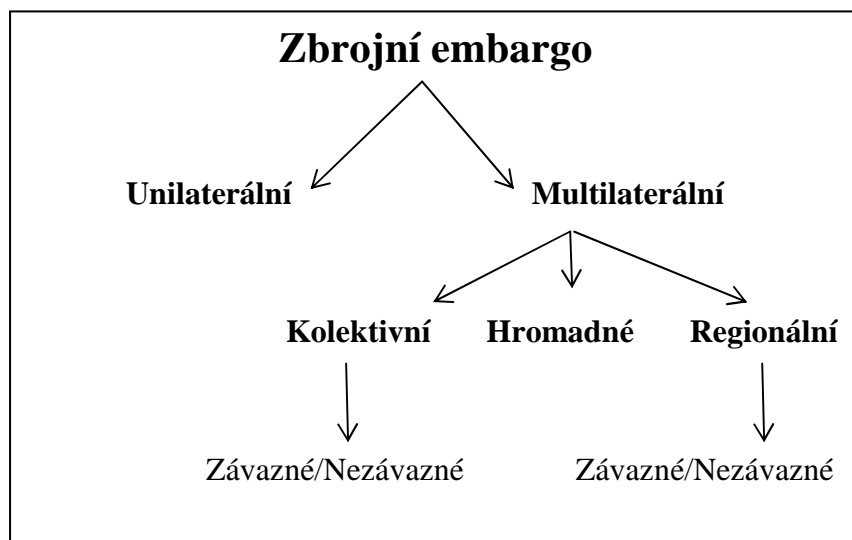 Zbrojní embargo
Unilaterální Multilaterální
Kolektivní Hromadné Regionální
Závazné/Nezávazné Závazné/Nezávazné